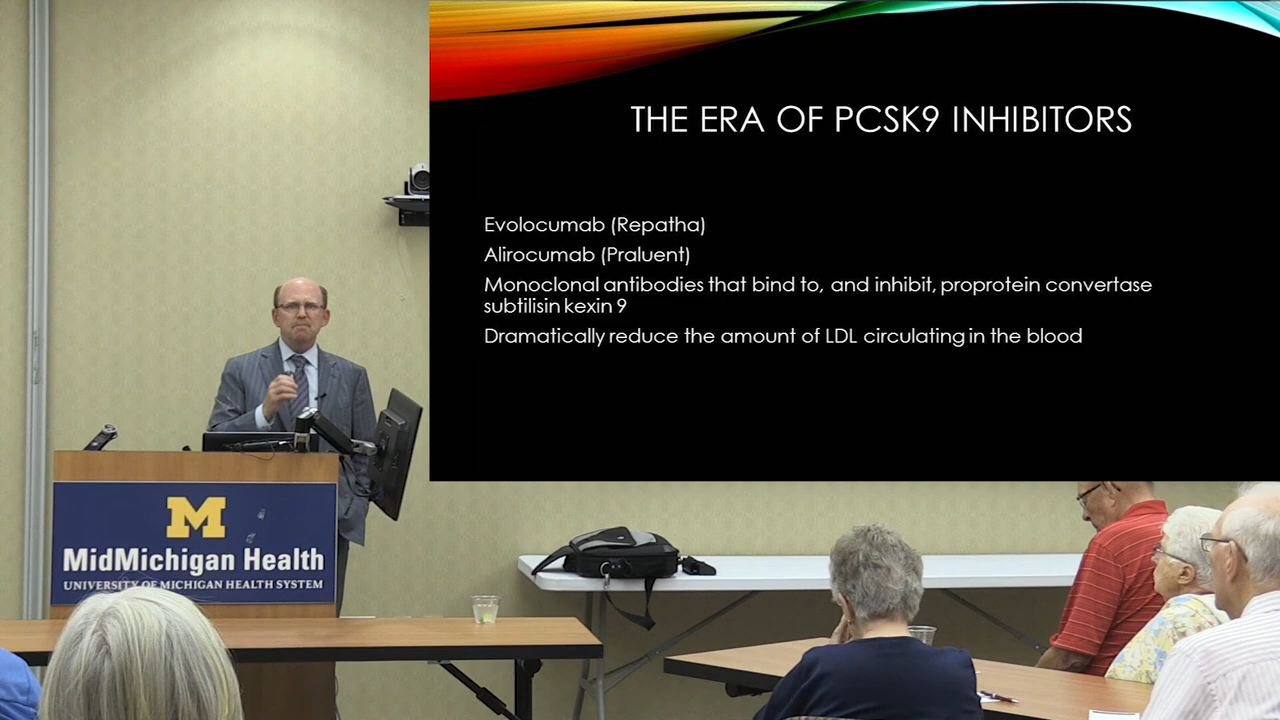 THE ERA OF PCSK9 INHIBITORS
Evolocumab (Repatha)
Alirocumab (Praluent)
Monoclonal antibodies that bind to, and inhibit, proprotein convertase
subtilisin kexin 9
Dramatically reduce the amount of LDL circulating in the blood
M
MidMichigan Health
UNIVERSITY OF MICHIGAN HEALTH SYSTEM